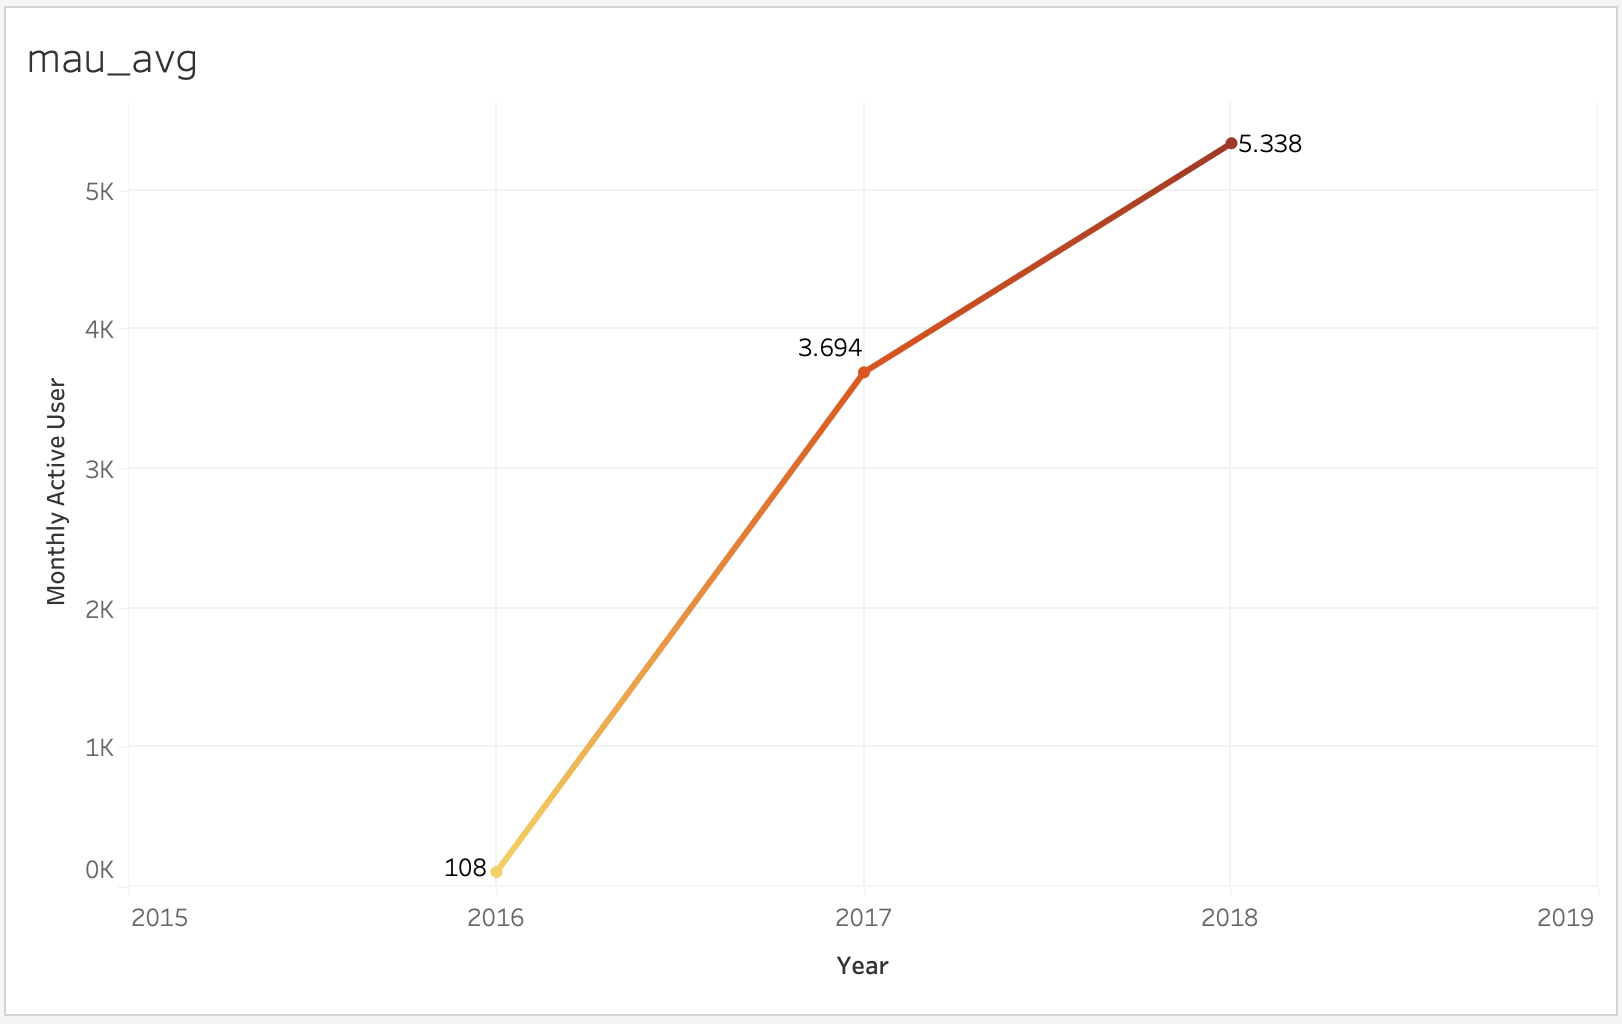 mau_avg
5.338
5K
4K
3.694
3K
2K
1K
108
0K
Monthly Active User
2015 2016 2017 2018 2019
Year